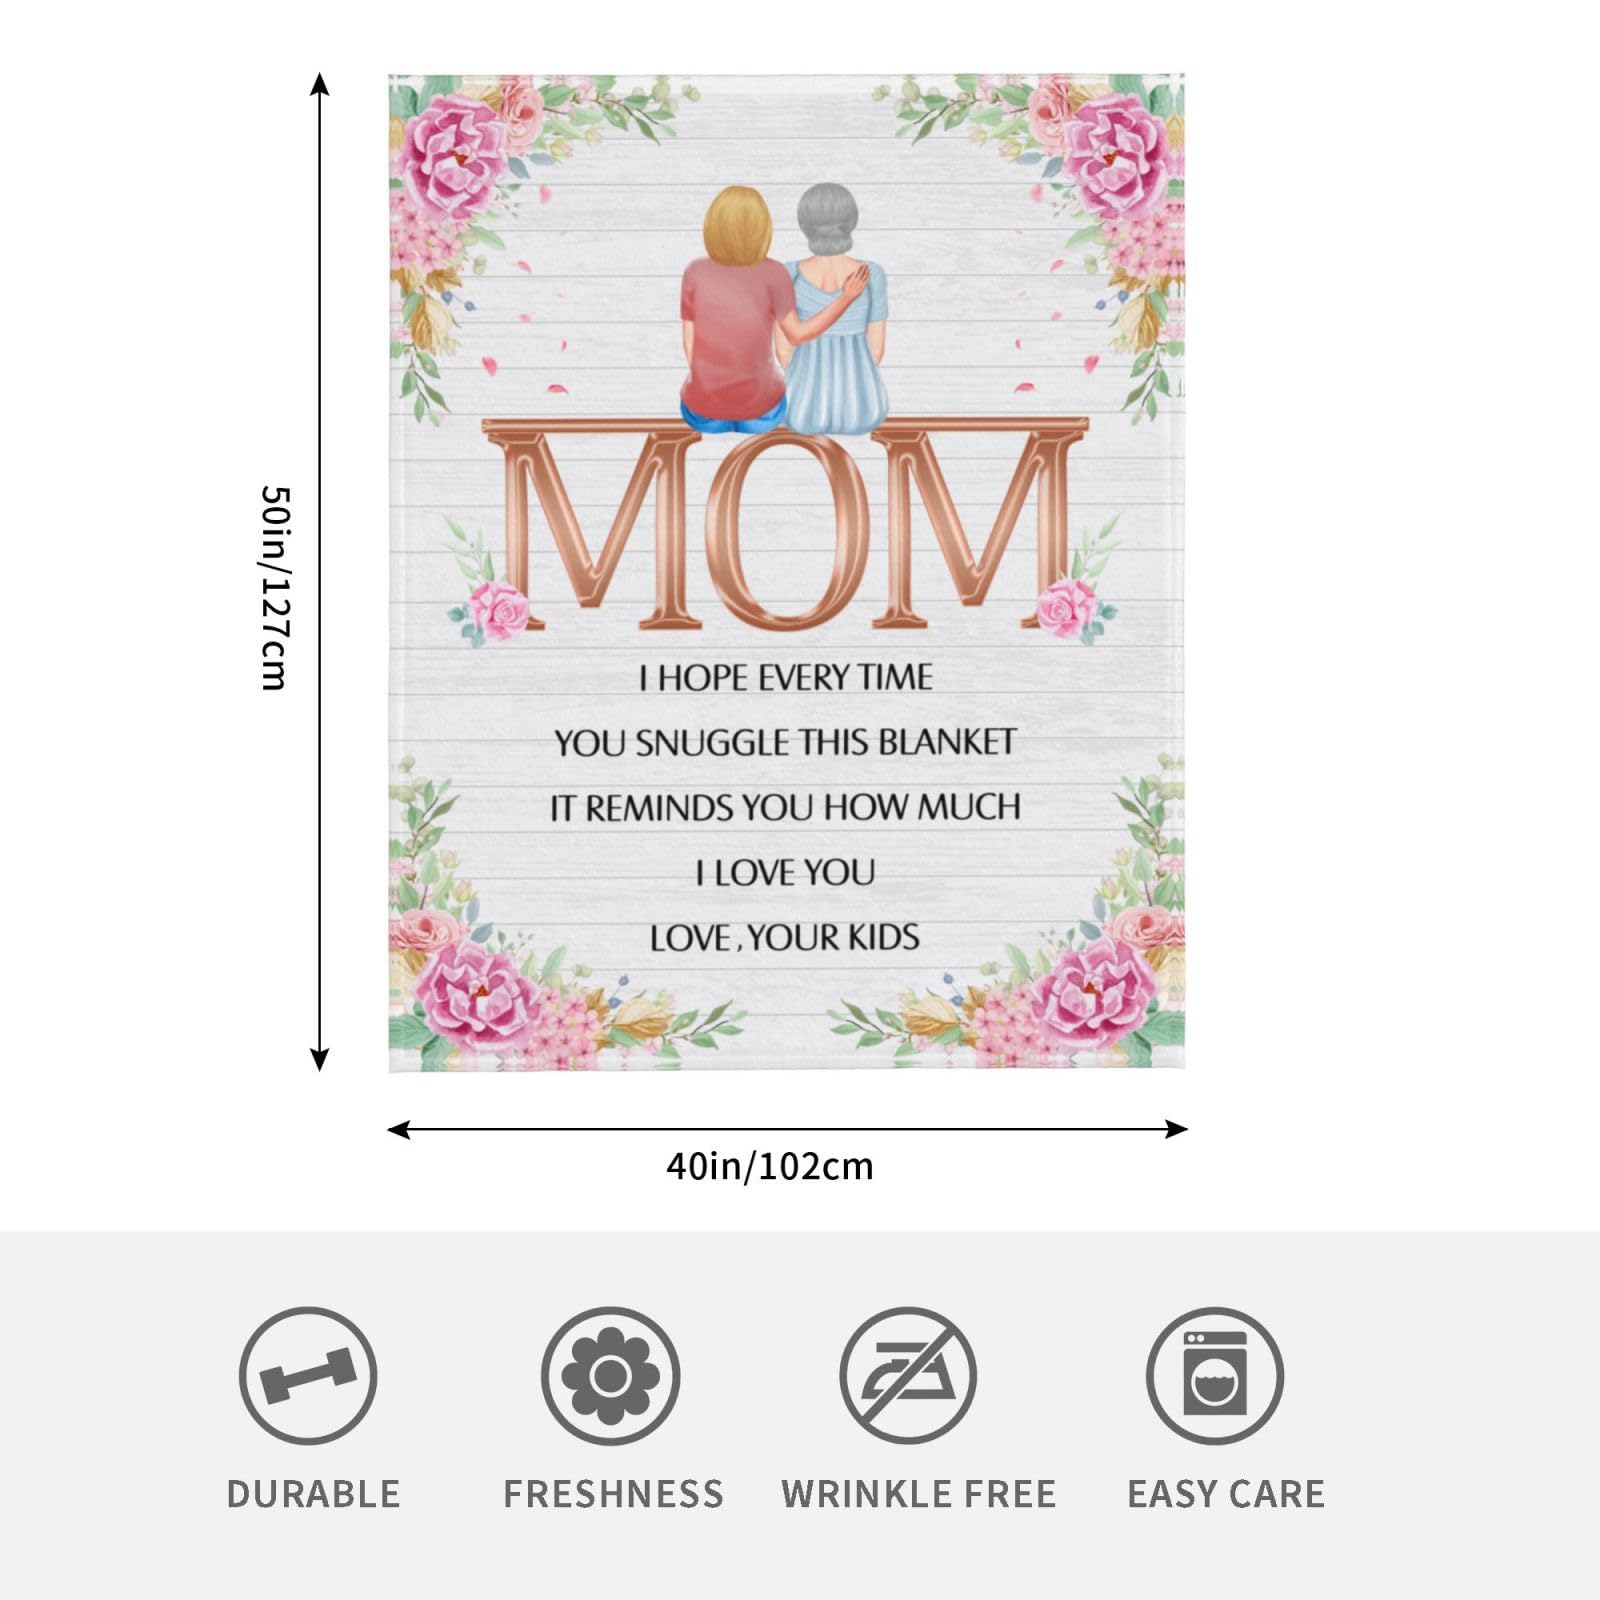 MOM
I HOPE EVERY TIME
YOU SNUGGLE THIS BLANKET
IT REMINDS YOU HOW MUCH
I LOVE YOU
LOVE,YOUR KIDS
50in/127cm
40in/102cm
DURABLE
FRESHNESS
WRINKLE FREE
EASY CARE